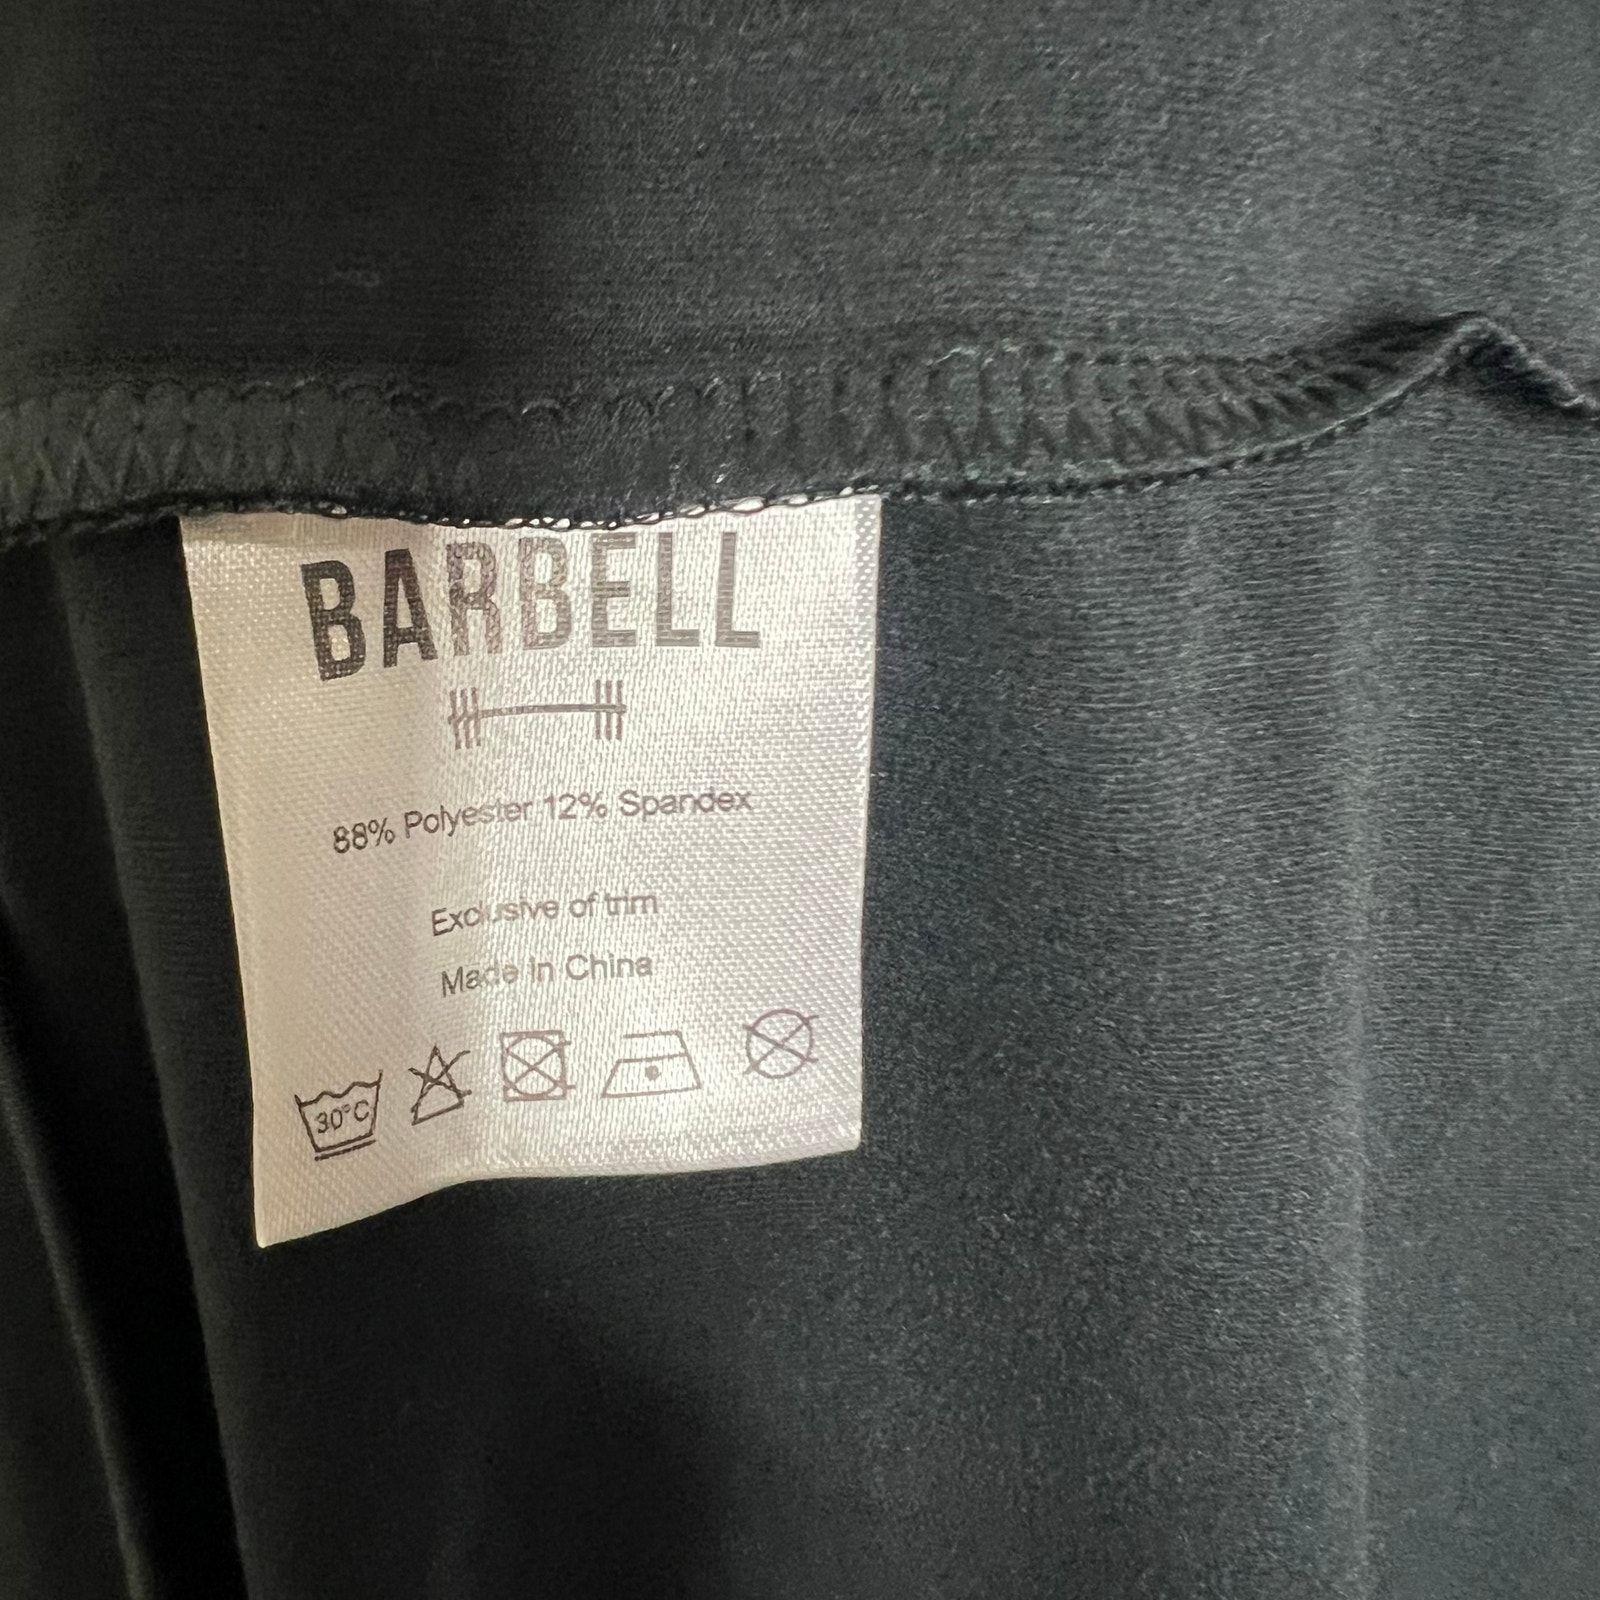 BARBELL
88% Polyester 12% Spandex
Exclusive of trim
Made in China
30°C